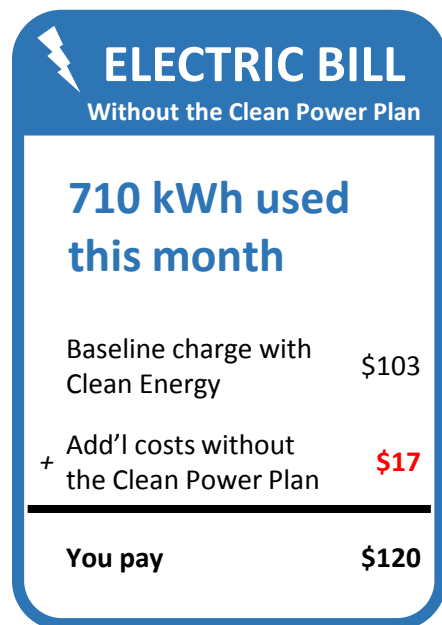 ELECTRIC BILL
Without the Clean Power Plan
710 kWh used
this month
Baseline charge with
Clean Energy
$103
+ Add’l costs without
the Clean Power Plan
$17
You pay $120